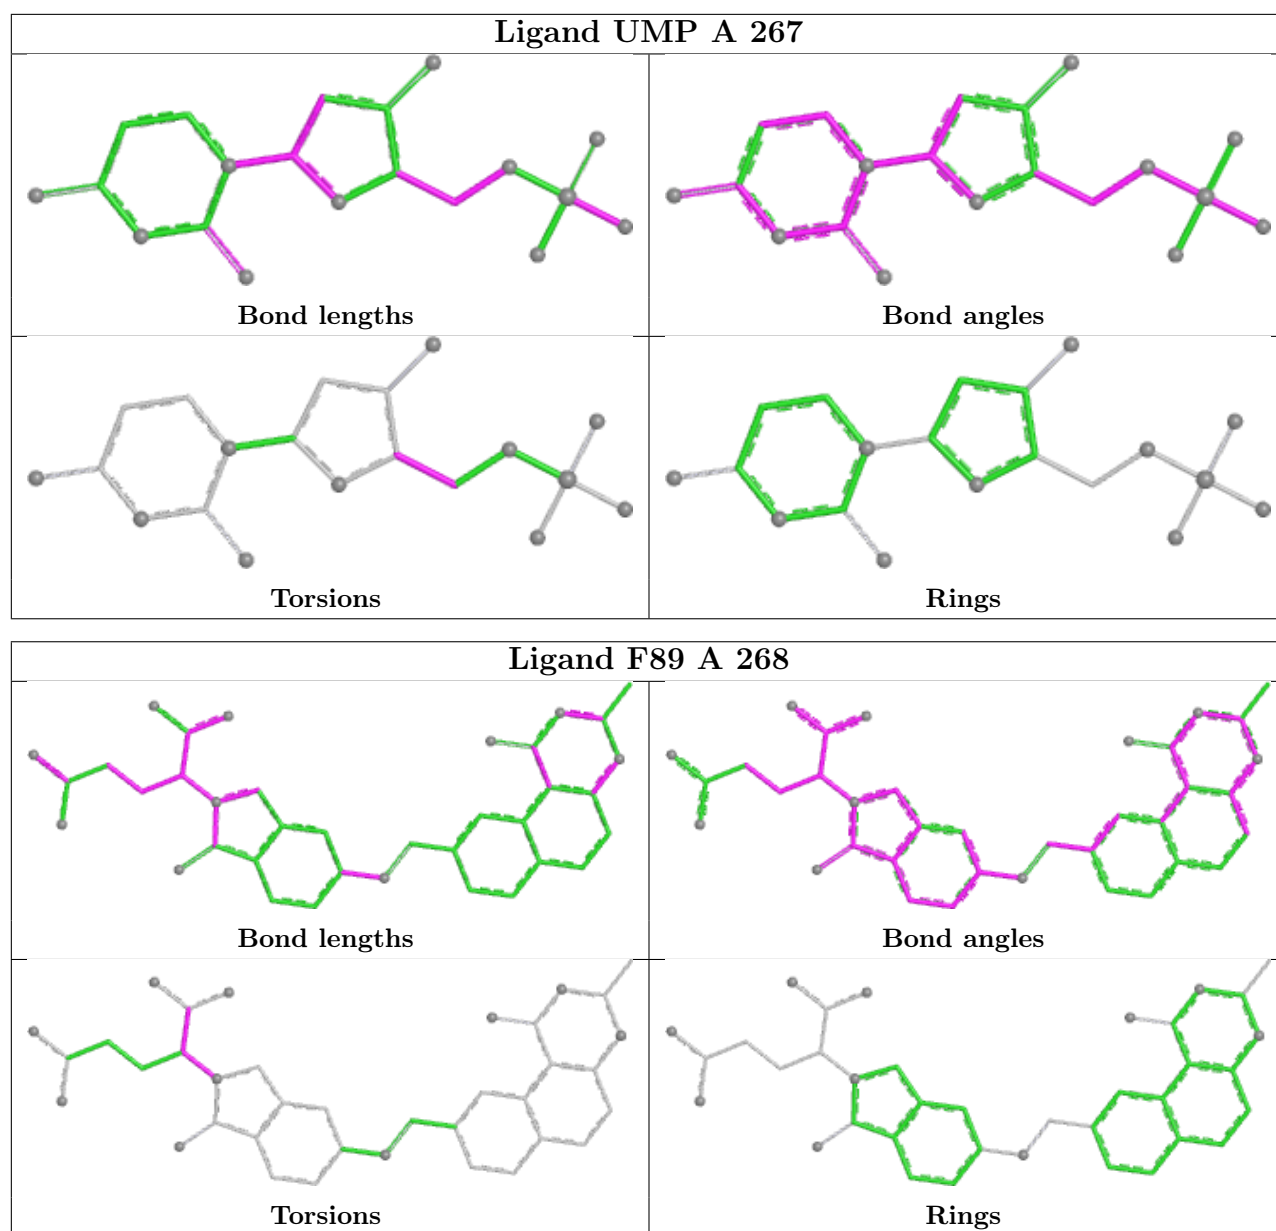 Ligand UMP A 267
Bond lengths
Bond angles
Torsions
Rings
Ligand F89 A 268
Bond lengths
Bond angles
Torsions
Rings